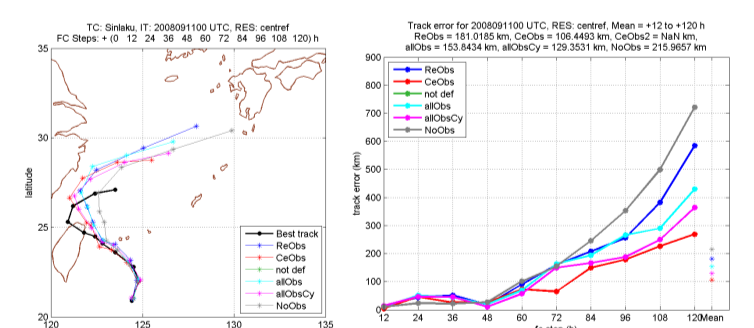 TC: Sinlaku, IT: 2008091100 UTC, RES: centref
FC Steps: + (0 12 24 36 48 60 72 84 96 108 120) h
35
30
25
20
latitude
120
125
130
135
Best track
ReObs
CeObs
not def
allObs
allObsCy
NoObs
Track error for 2008091100 UTC, RES: centref, Mean = +12 to +120 h
ReObs = 181.0185 km, CeObs = 106.4493 km, CeObs2 = NaN km,
allObs = 153.8434 km, allObsCy = 129.3531 km, NoObs = 215.9657 km
900
800
700
600
500
400
300
200
100
0
track error (km)
ReObs
CeObs
not def
allObs
allObsCy
NoObs
12 24 36 48 60 72 84 96 108 120 Mean